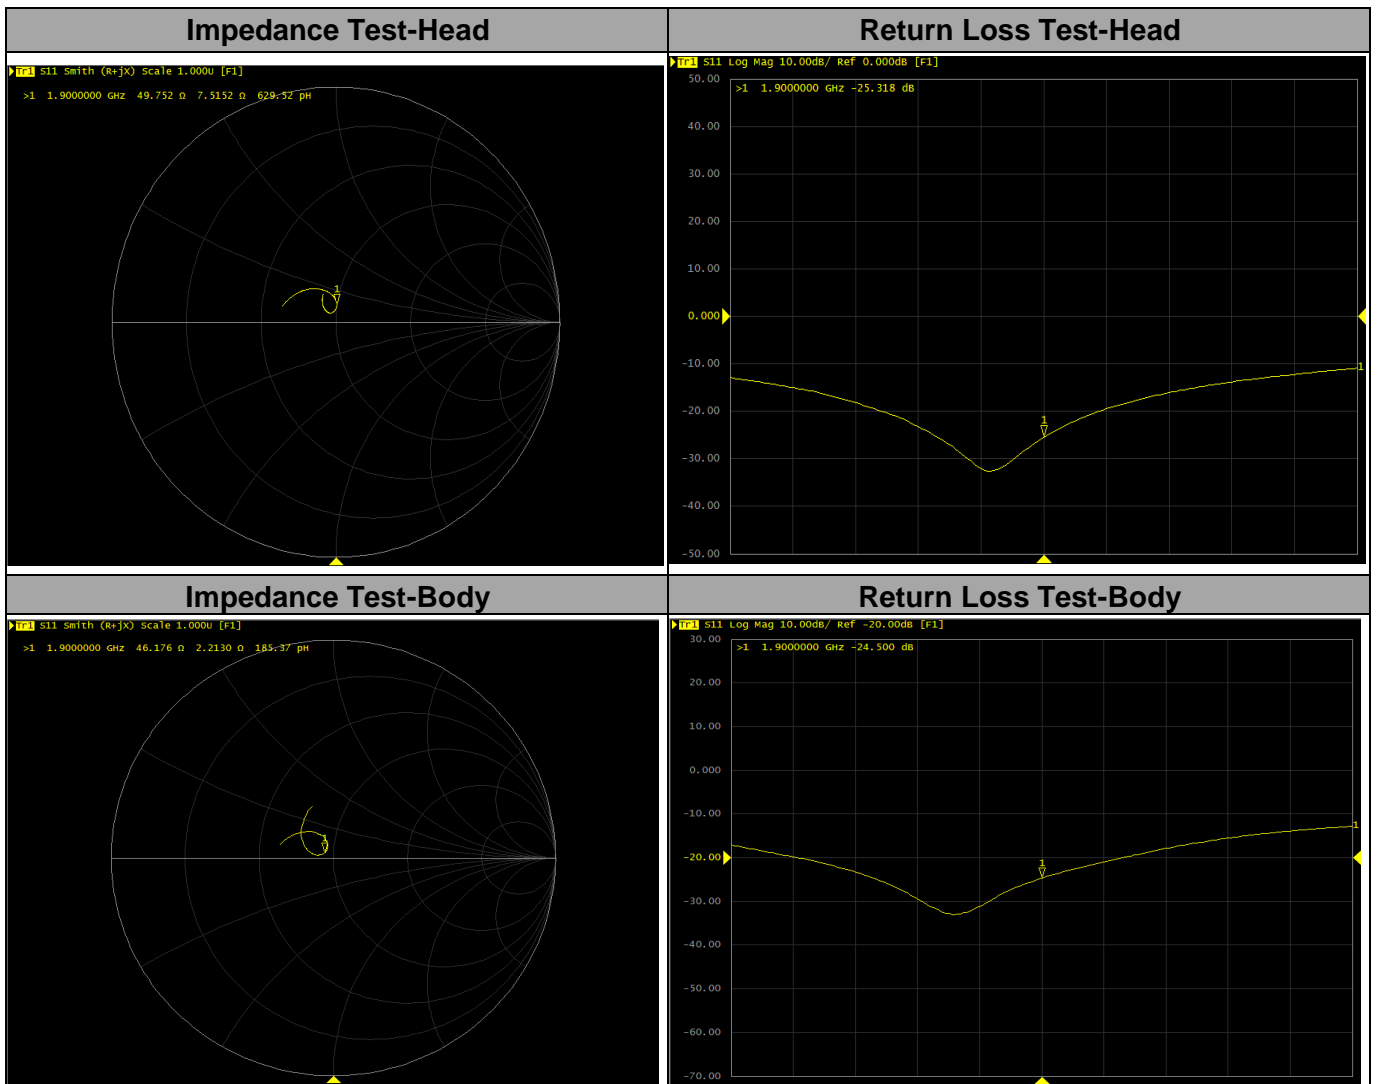 Impedance Test-Head
Return Loss Test-Head
Tr1 S11 Smith (R+jX) Scale 1.000U [F1]
>1 1.9000000 GHz 49.752 Ω 7.5152 Ω 629.52 pH
1
Tr1 S11 Log Mag 10.00dB/ Ref 0.000dB [F1]
>1 1.9000000 GHz -25.318 dB
50.00
40.00
30.00
20.00
10.00
0.000
-10.00
-20.00
-30.00
-40.00
-50.00
1
1
Impedance Test-Body
Return Loss Test-Body
Tr1 S11 Smith (R+jX) Scale 1.000U [F1]
>1 1.9000000 GHz 46.176 Ω 2.2130 Ω 185.37 pH
1
Tr1 S11 Log Mag 10.00dB/ Ref -20.00dB [F1]
>1 1.9000000 GHz -24.500 dB
30.00
20.00
10.00
0.000
-10.00
-20.00
-30.00
-40.00
-50.00
-60.00
-70.00
1
1